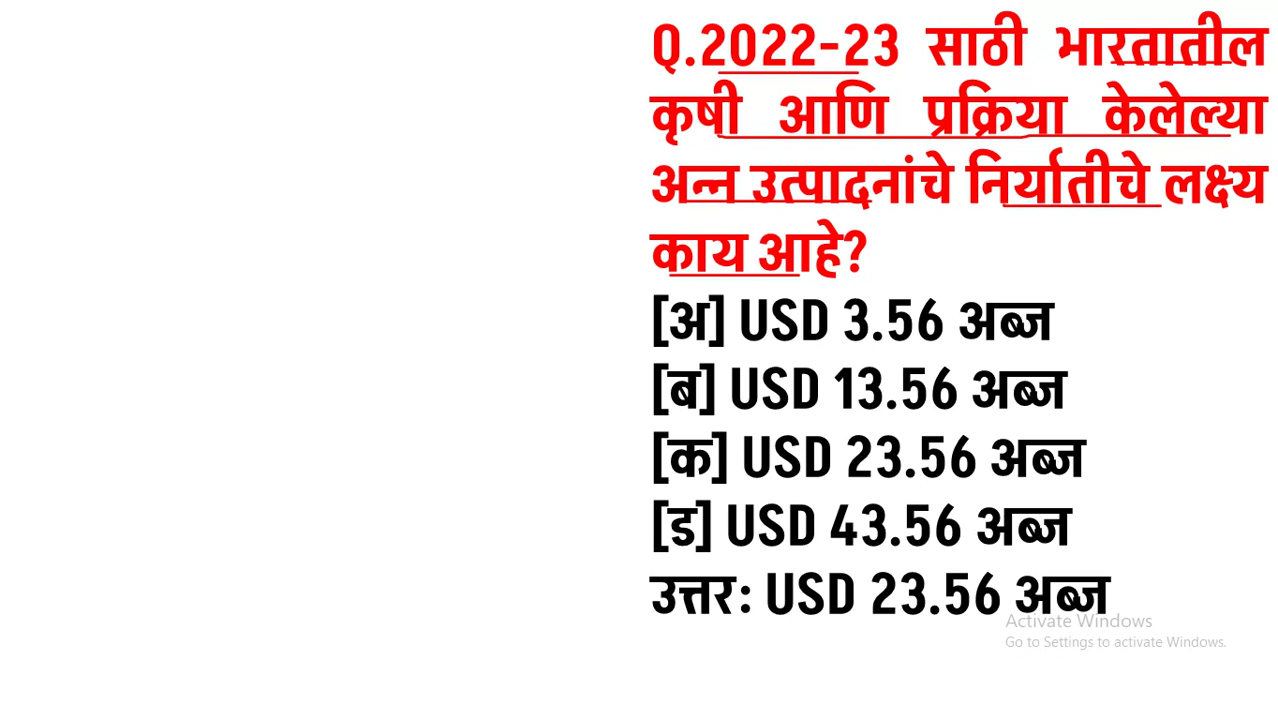 Q.2022-23 साठी भारतातील
कृषी आणि प्रक्रिया केलेल्या
अन्न उत्पादनांचे निर्यातीचे लक्ष्य
काय आहे?
[अ] USD 3.56 अब्ज
[ब] USD 13.56 अब्ज
[क] USD 23.56 अब्ज
[ड] USD 43.56 अब्ज
उत्तर: USD 23.56 अब्ज
Activate Windows
Go to Settings to activate Windows.